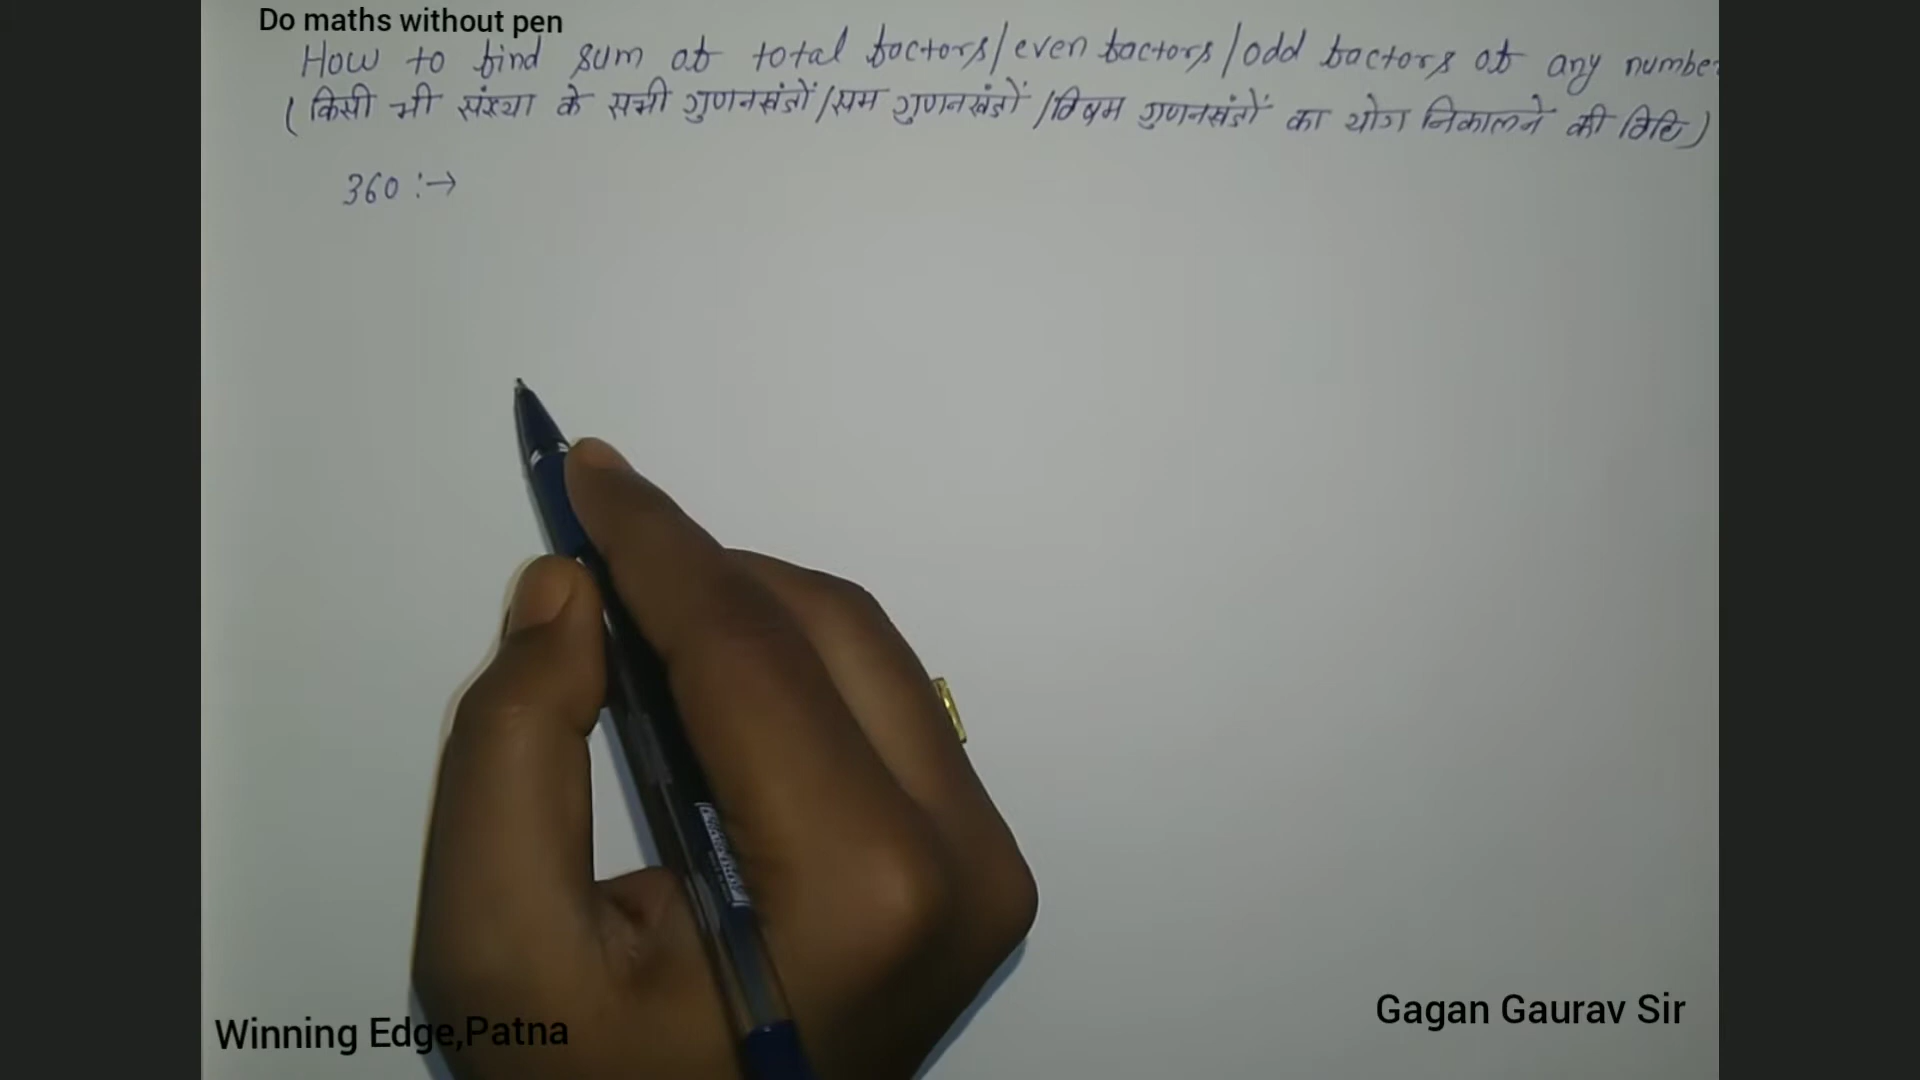 Do maths without pen
How to find sum of total factors/even factors/odd factors of any number
(किसी भी संख्या के सभी गुणनखंडों/सम गुणनखंडों/विषम गुणनखंडों का योग निकालने की विधि)
360 :→
Winning Edge,Patna
Gagan Gaurav Sir